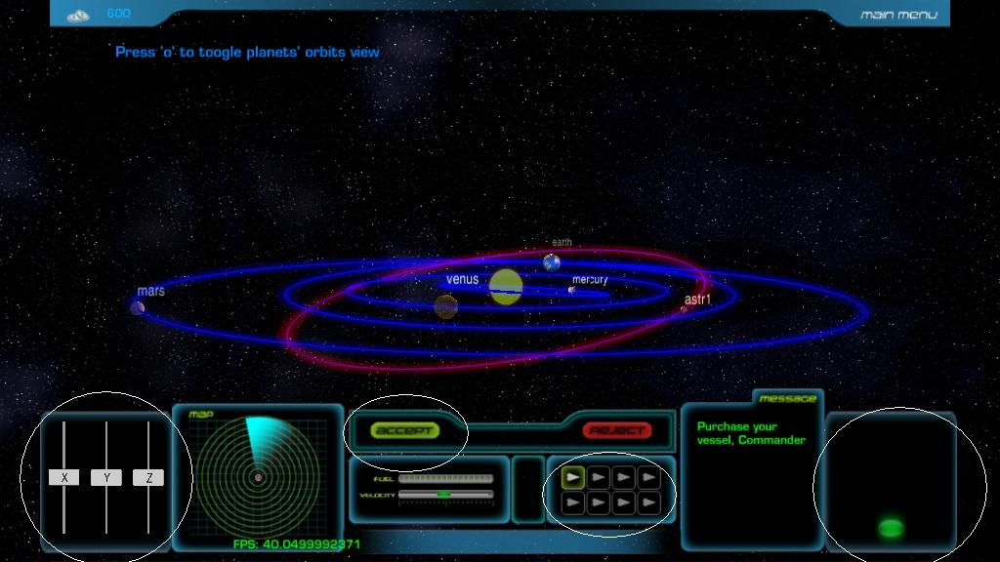 600
main menu
Press 'o' to toogle planets' orbits view
earth
venus
mercury
mars
astr1
message
MAP
ACCEPT
REJECT
Purchase your
vessel, Commander
X Y Z
FUEL
VELOCITY
FPS: 40.0499992371